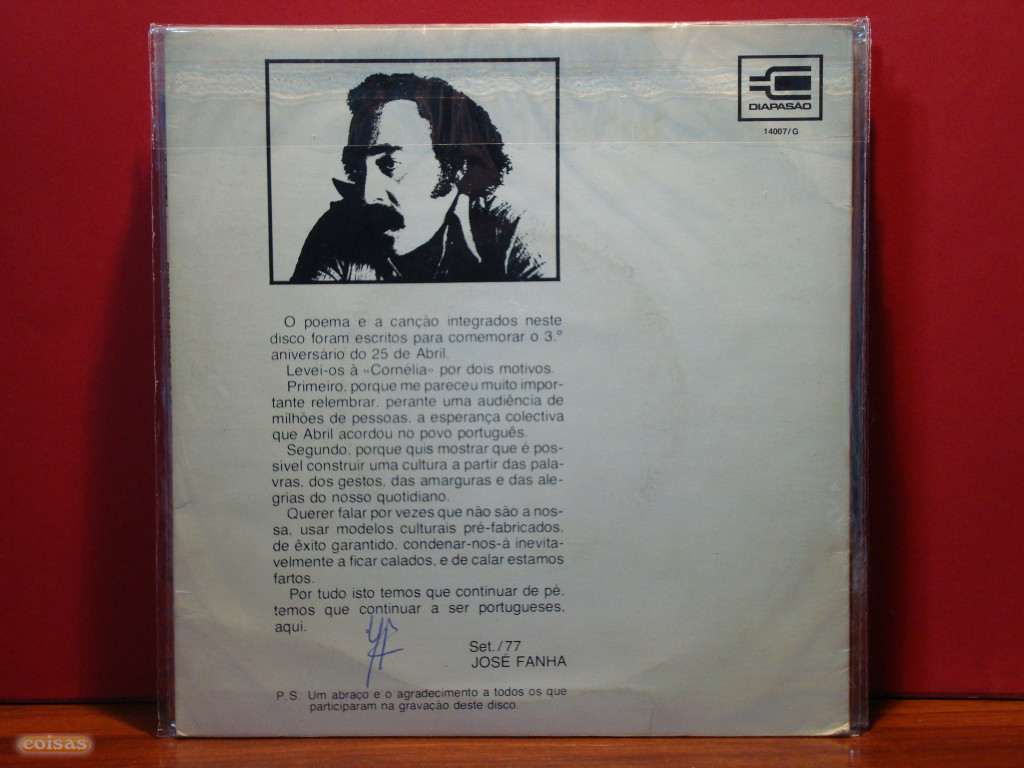 DIAPASÃO
14007/G
O poema e a canção integrados neste
disco foram escritos para comemorar o 3.º
aniversário do 25 de Abril.
Levei-os à «Cornélia» por dois motivos.
Primeiro, porque me pareceu muito impor-
tante relembrar, perante uma audiência de
milhões de pessoas, a esperança colectiva
que Abril acordou no povo português.
Segundo, porque quis mostrar que é pos-
sível construir uma cultura a partir das pala-
vras, dos gestos, das amarguras e das ale-
grias do nosso quotidiano.
Querer falar por vezes que não são a nos-
sa, usar modelos culturais pré-fabricados,
de êxito garantido, condenar-nos-á inevita-
velmente a ficar calados, e de calar estamos
fartos.
Por tudo isto temos que continuar de pé,
temos que continuar a ser portugueses,
aqui.
Set./77
JOSÉ FANHA
P.S. Um abraço e o agradecimento a todos os que
participaram na gravação deste disco.
coisas